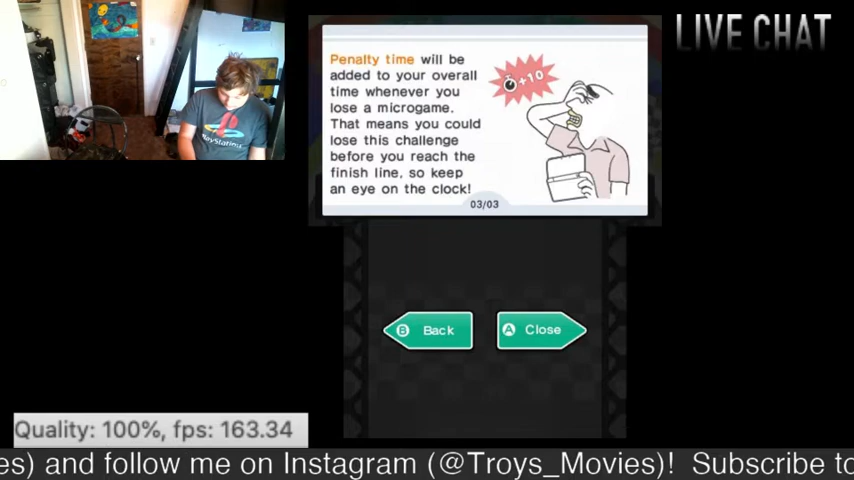 LIVE CHAT
Penalty time will be
added to your overall
time whenever you
lose a microgame.
That means you could
lose this challenge
before you reach the
finish line, so keep
an eye on the clock!
+10
03/03
PlayStation
B Back
A Close
Quality: 100%, fps: 163.34
es) and follow me on Instagram (@Troys_Movies)! Subscribe to